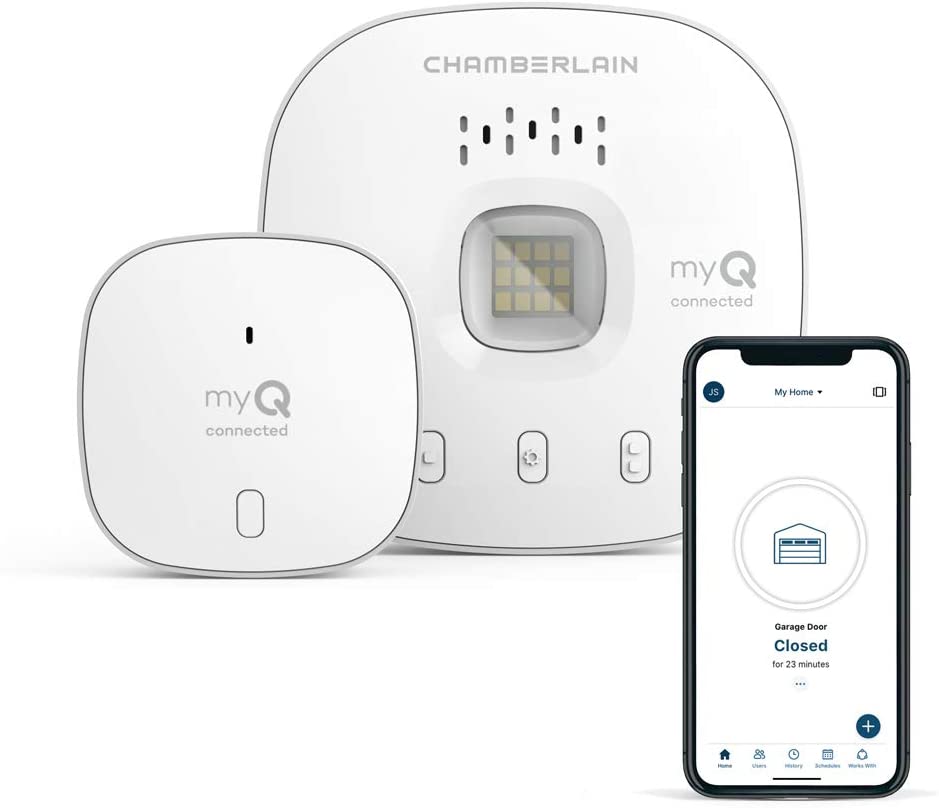 CHAMBERLAIN
myQ
connected
myQ
connected
JS
My Home
Garage Door
Closed
for 23 minutes
Home Users History Schedules Works With